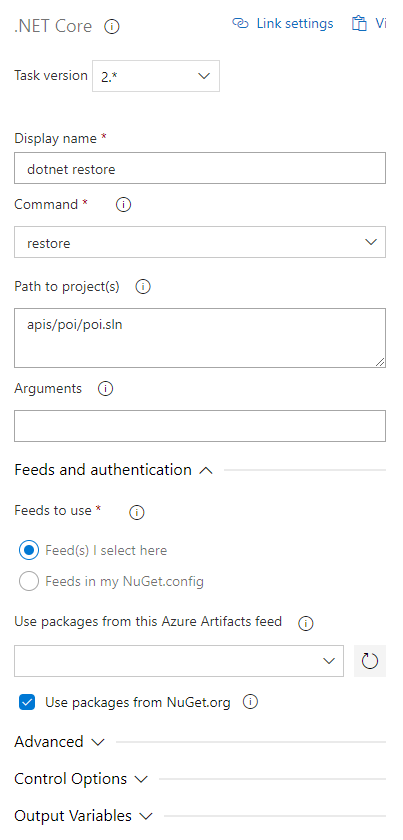 .NET Core Link settings Vi
Task version 2.*
Display name *
dotnet restore
Command *
restore
Path to project(s)
apis/poi/poi.sln
Arguments
Feeds and authentication
Feeds to use *
Feed(s) I select here
Feeds in my NuGet.config
Use packages from this Azure Artifacts feed
Use packages from NuGet.org
Advanced
Control Options
Output Variables